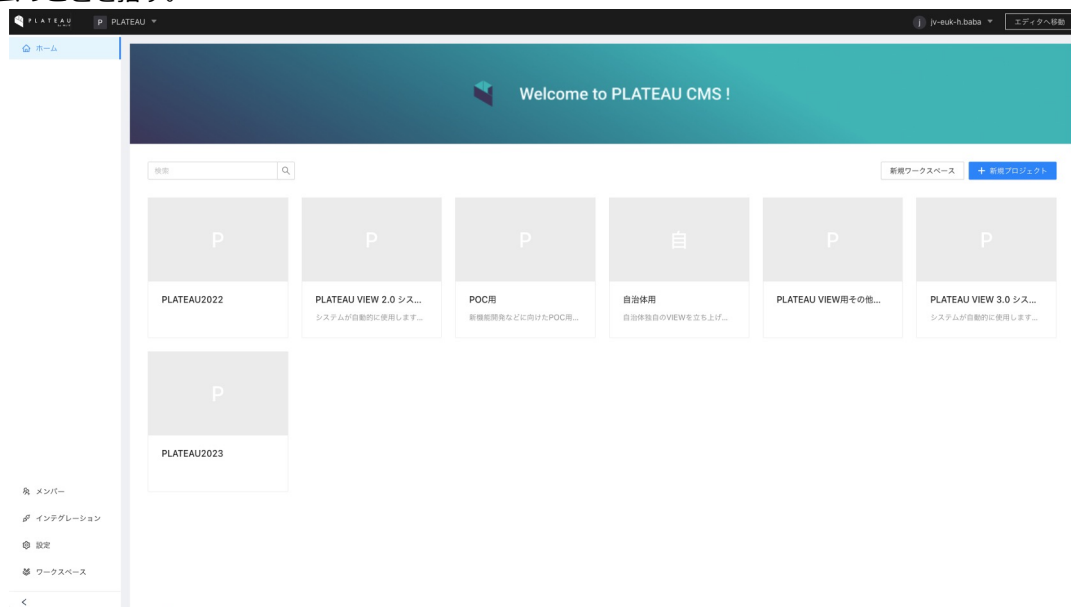 ムのことを指す。
PLATEAU
P PLATEAU
j jv-euk-h.baba
エディタへ移動
ホーム
Welcome to PLATEAU CMS !
検索
新規ワークスペース
+ 新規プロジェクト
P
P
P
自
P
P
PLATEAU2022
PLATEAU VIEW 2.0 シス...
POC用
自治体用
PLATEAU VIEW用その他...
PLATEAU VIEW 3.0 シス...
システムが自動的に使用します...
新機能開発などに向けたPOC用...
自治体独自のVIEWを立ち上げ...
システムが自動的に使用します...
P
PLATEAU2023
メンバー
インテグレーション
設定
ワークスペース